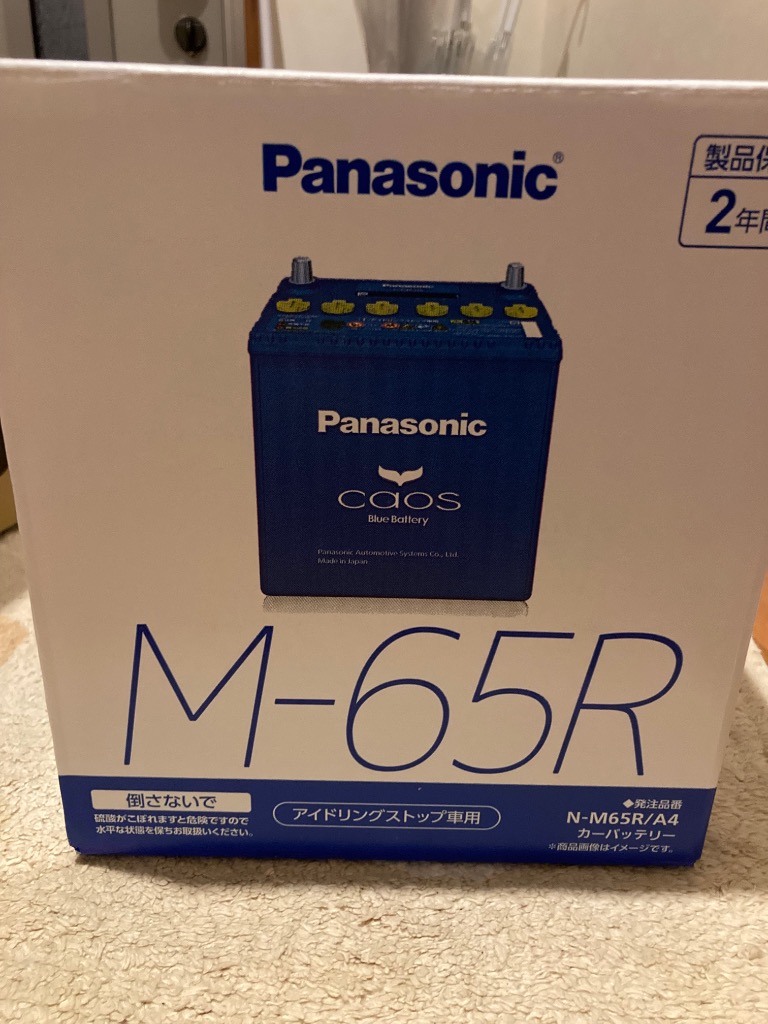 Panasonic®
製品保
2年間
Panasonic
Panasonic
caos
Blue Battery
Panasonic Automotive Systems Co., Ltd.
Made in Japan
M-65R
倒さないで
硫酸がこぼれますと危険ですので
水平な状態を保ちお取扱いください。
アイドリングストップ車用
◆発注品番
N-M65R/A4
カーバッテリー
※商品画像はイメージです。